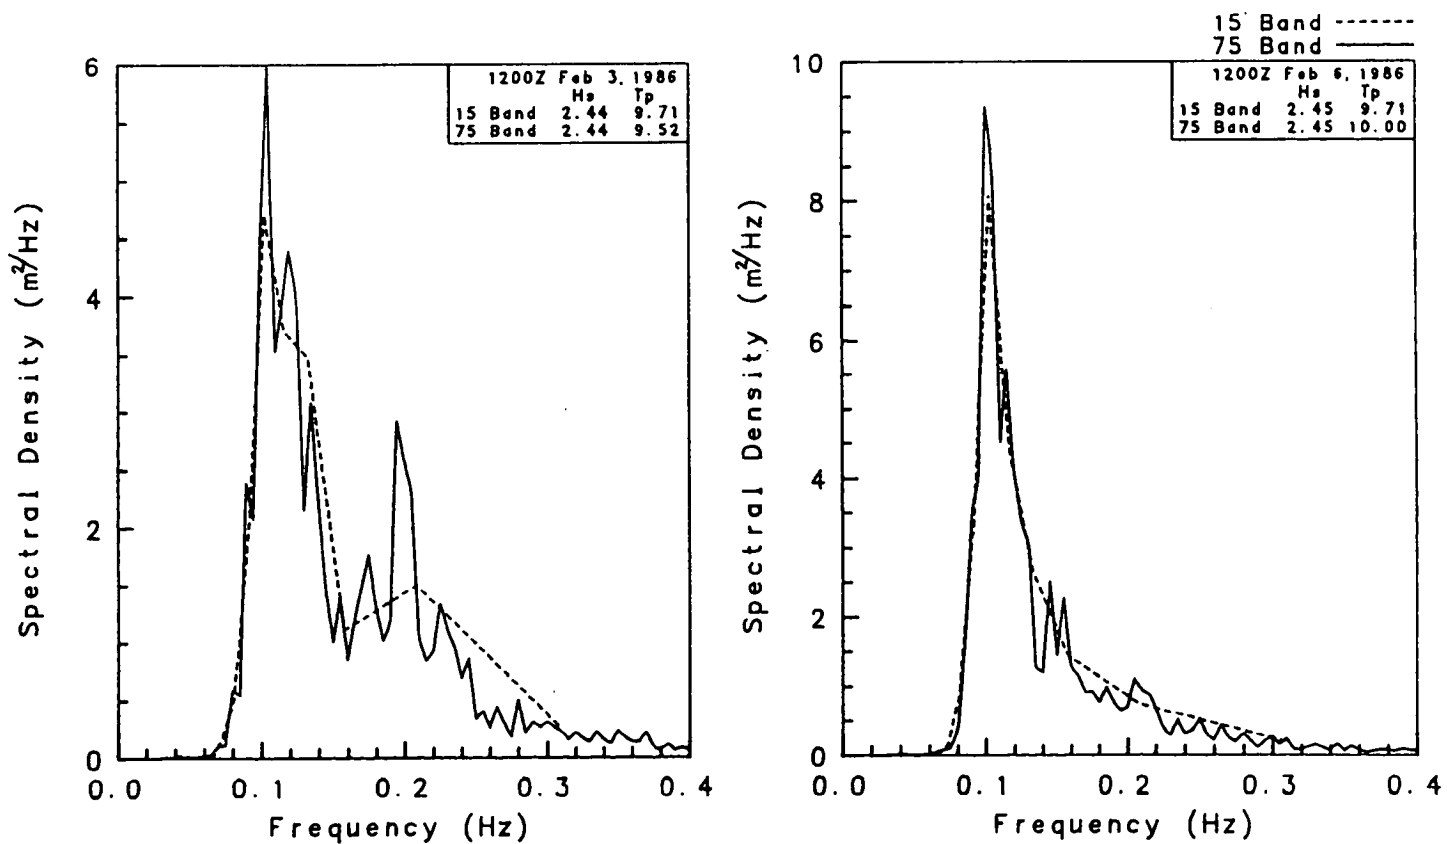 15 Band
75 Band
1200Z Feb 3, 1986
Hs Tp
15 Band 2.44 9.71
75 Band 2.44 9.52
6
4
2
0
0.0 0.1 0.2 0.3 0.4
Frequency (Hz)
Spectral Density (m²/Hz)
1200Z Feb 6, 1986
Hs Tp
15 Band 2.45 9.71
75 Band 2.45 10.00
10
8
6
4
2
0
0.0 0.1 0.2 0.3 0.4
Frequency (Hz)
Spectral Density (m²/Hz)